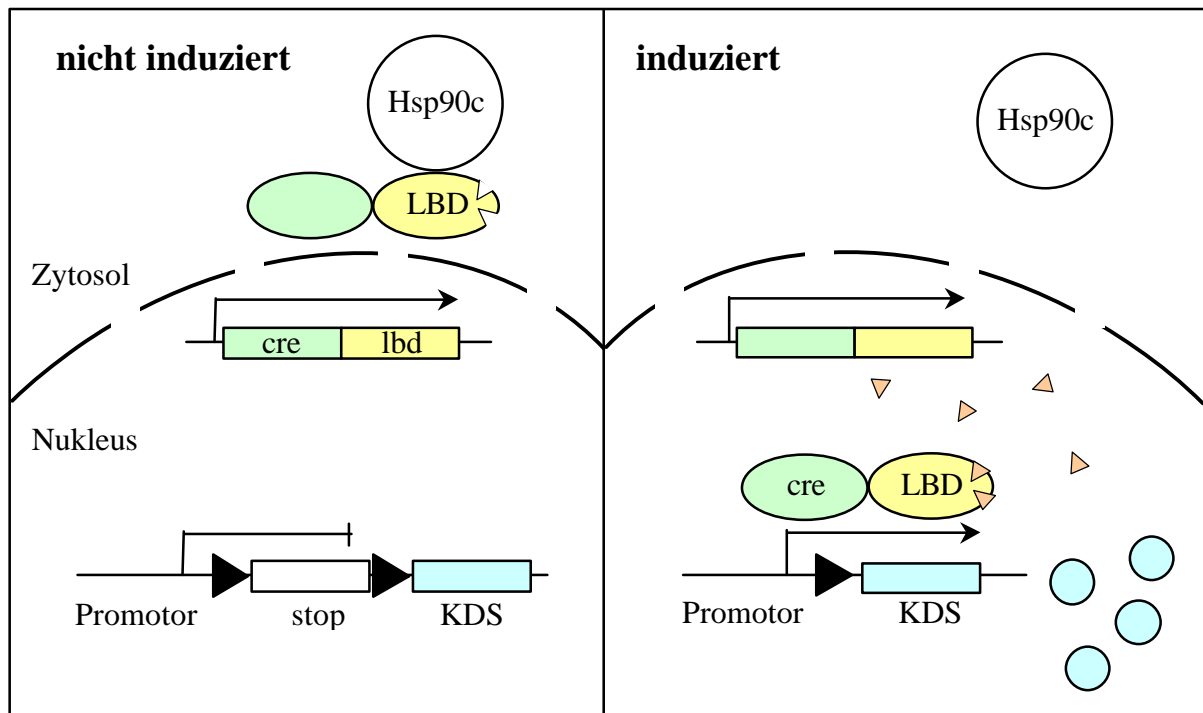 nicht induziert
Hsp90c
LBD
Zytosol
cre lbd
Nukleus
Promotor stop KDS
induziert
Hsp90c
cre LBD
Promotor KDS